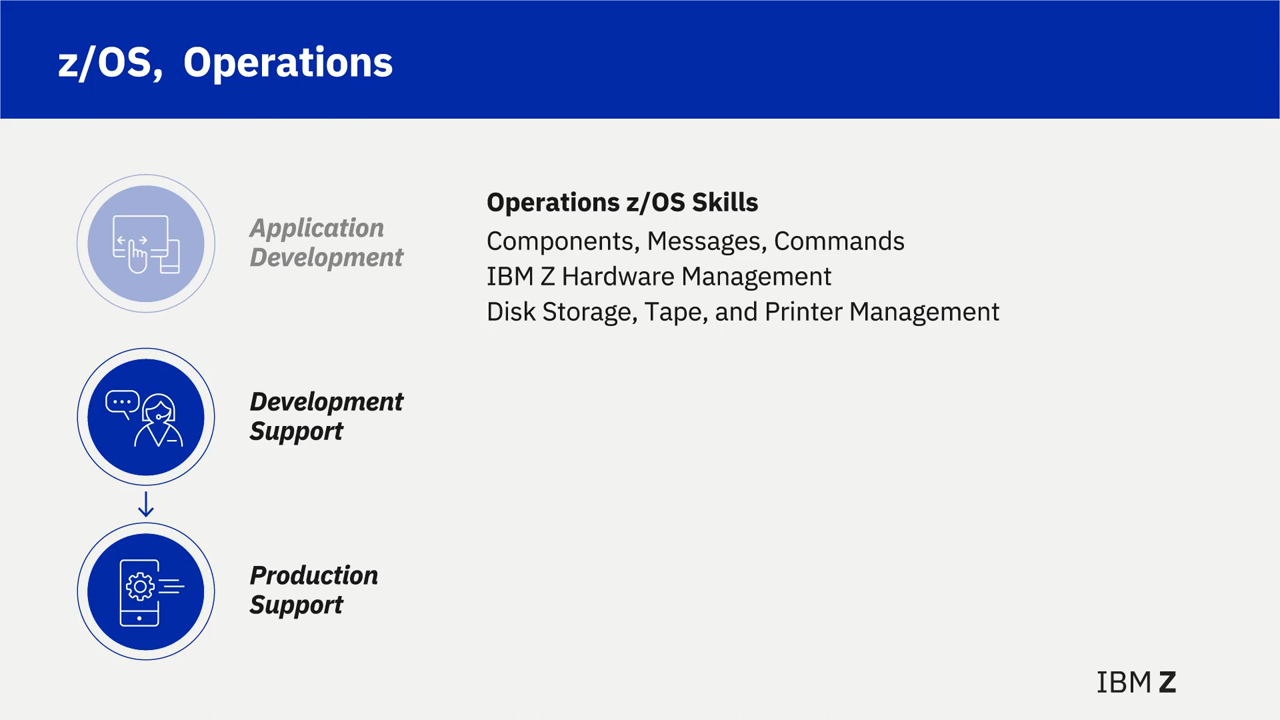 z/OS, Operations
Application
Development
Operations z/OS Skills
Components, Messages, Commands
IBM Z Hardware Management
Disk Storage, Tape, and Printer Management
Development
Support
Production
Support
IBM Z